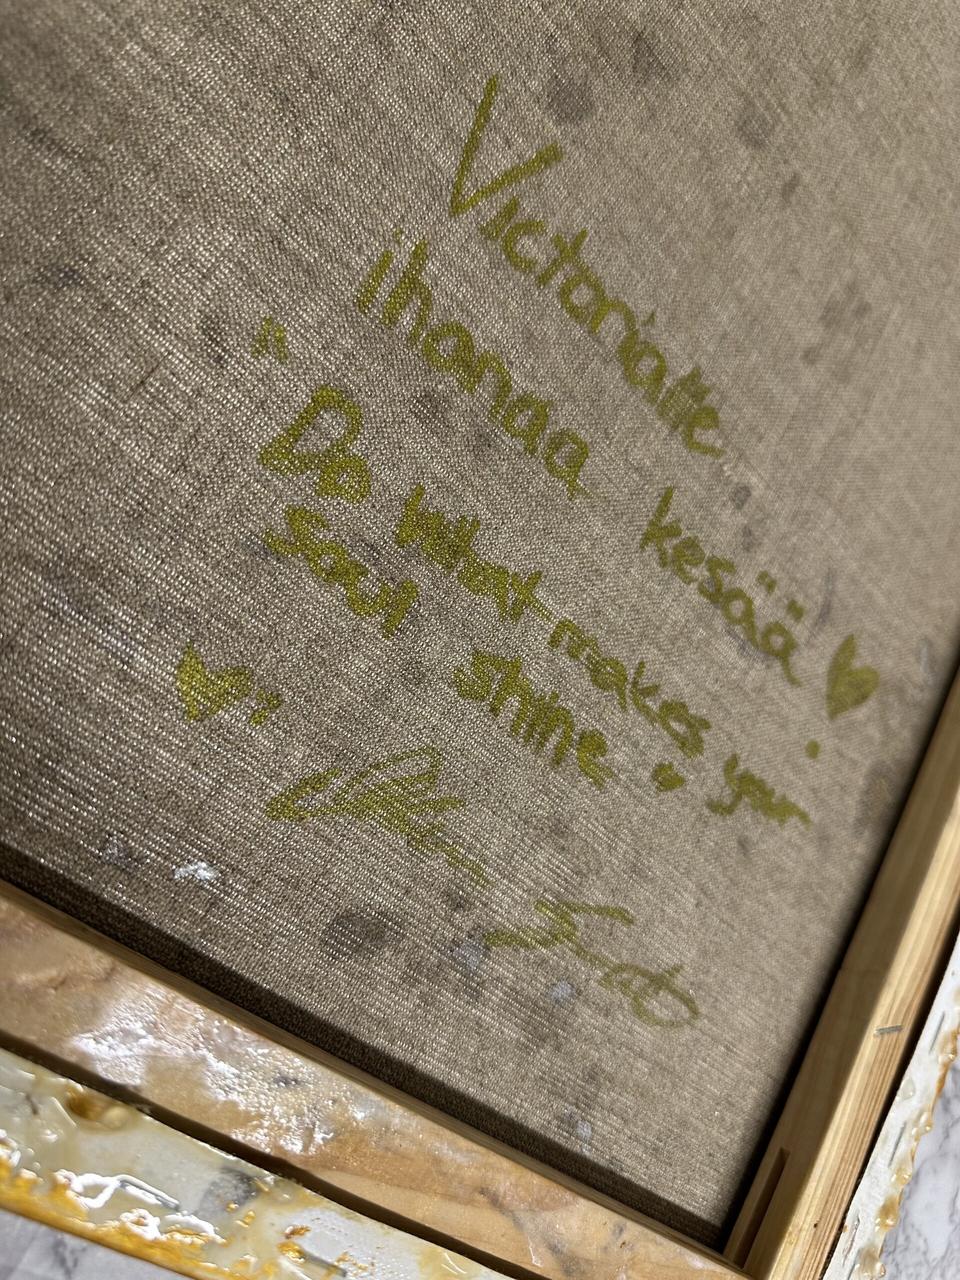 Victorialle
ihanaa kesää ♥.
"Do what makes your
soul shine ♥
♥"